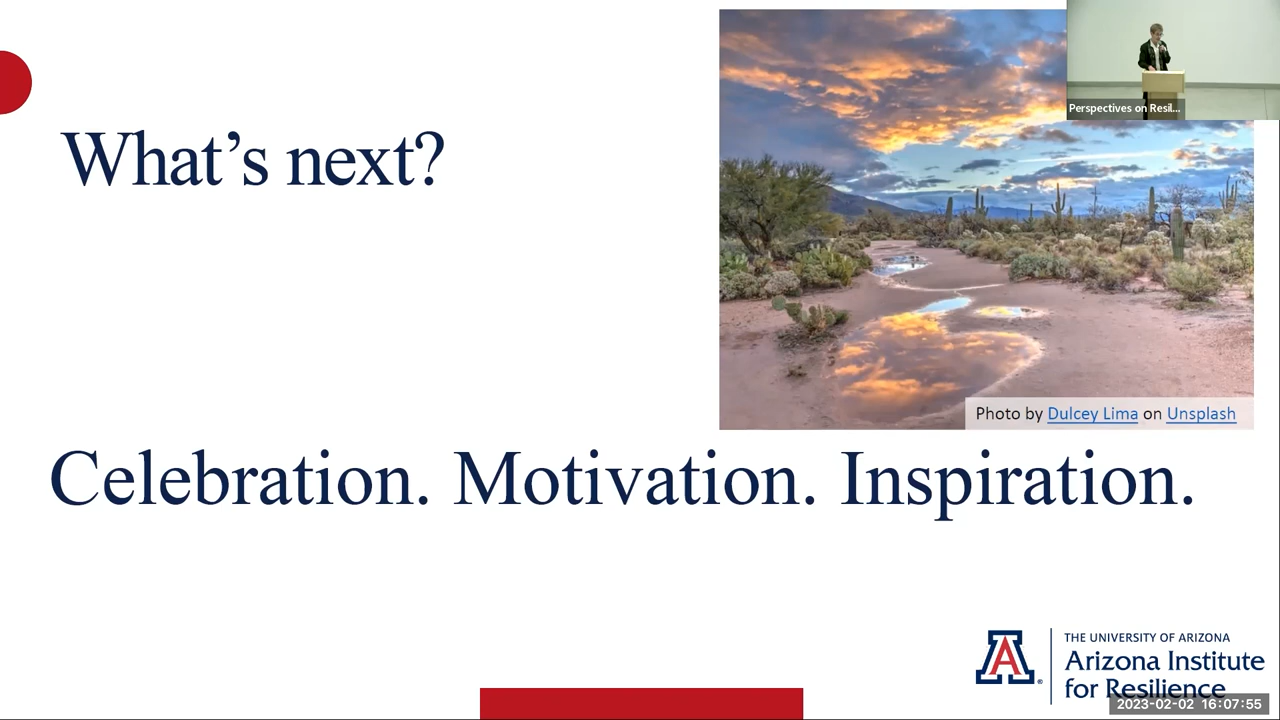 What’s next?
Perspectives on Resil...
Photo by Dulcey Lima on Unsplash
Celebration. Motivation. Inspiration.
A
THE UNIVERSITY OF ARIZONA
Arizona Institute
for Resilience
2023-02-02 16:07:55